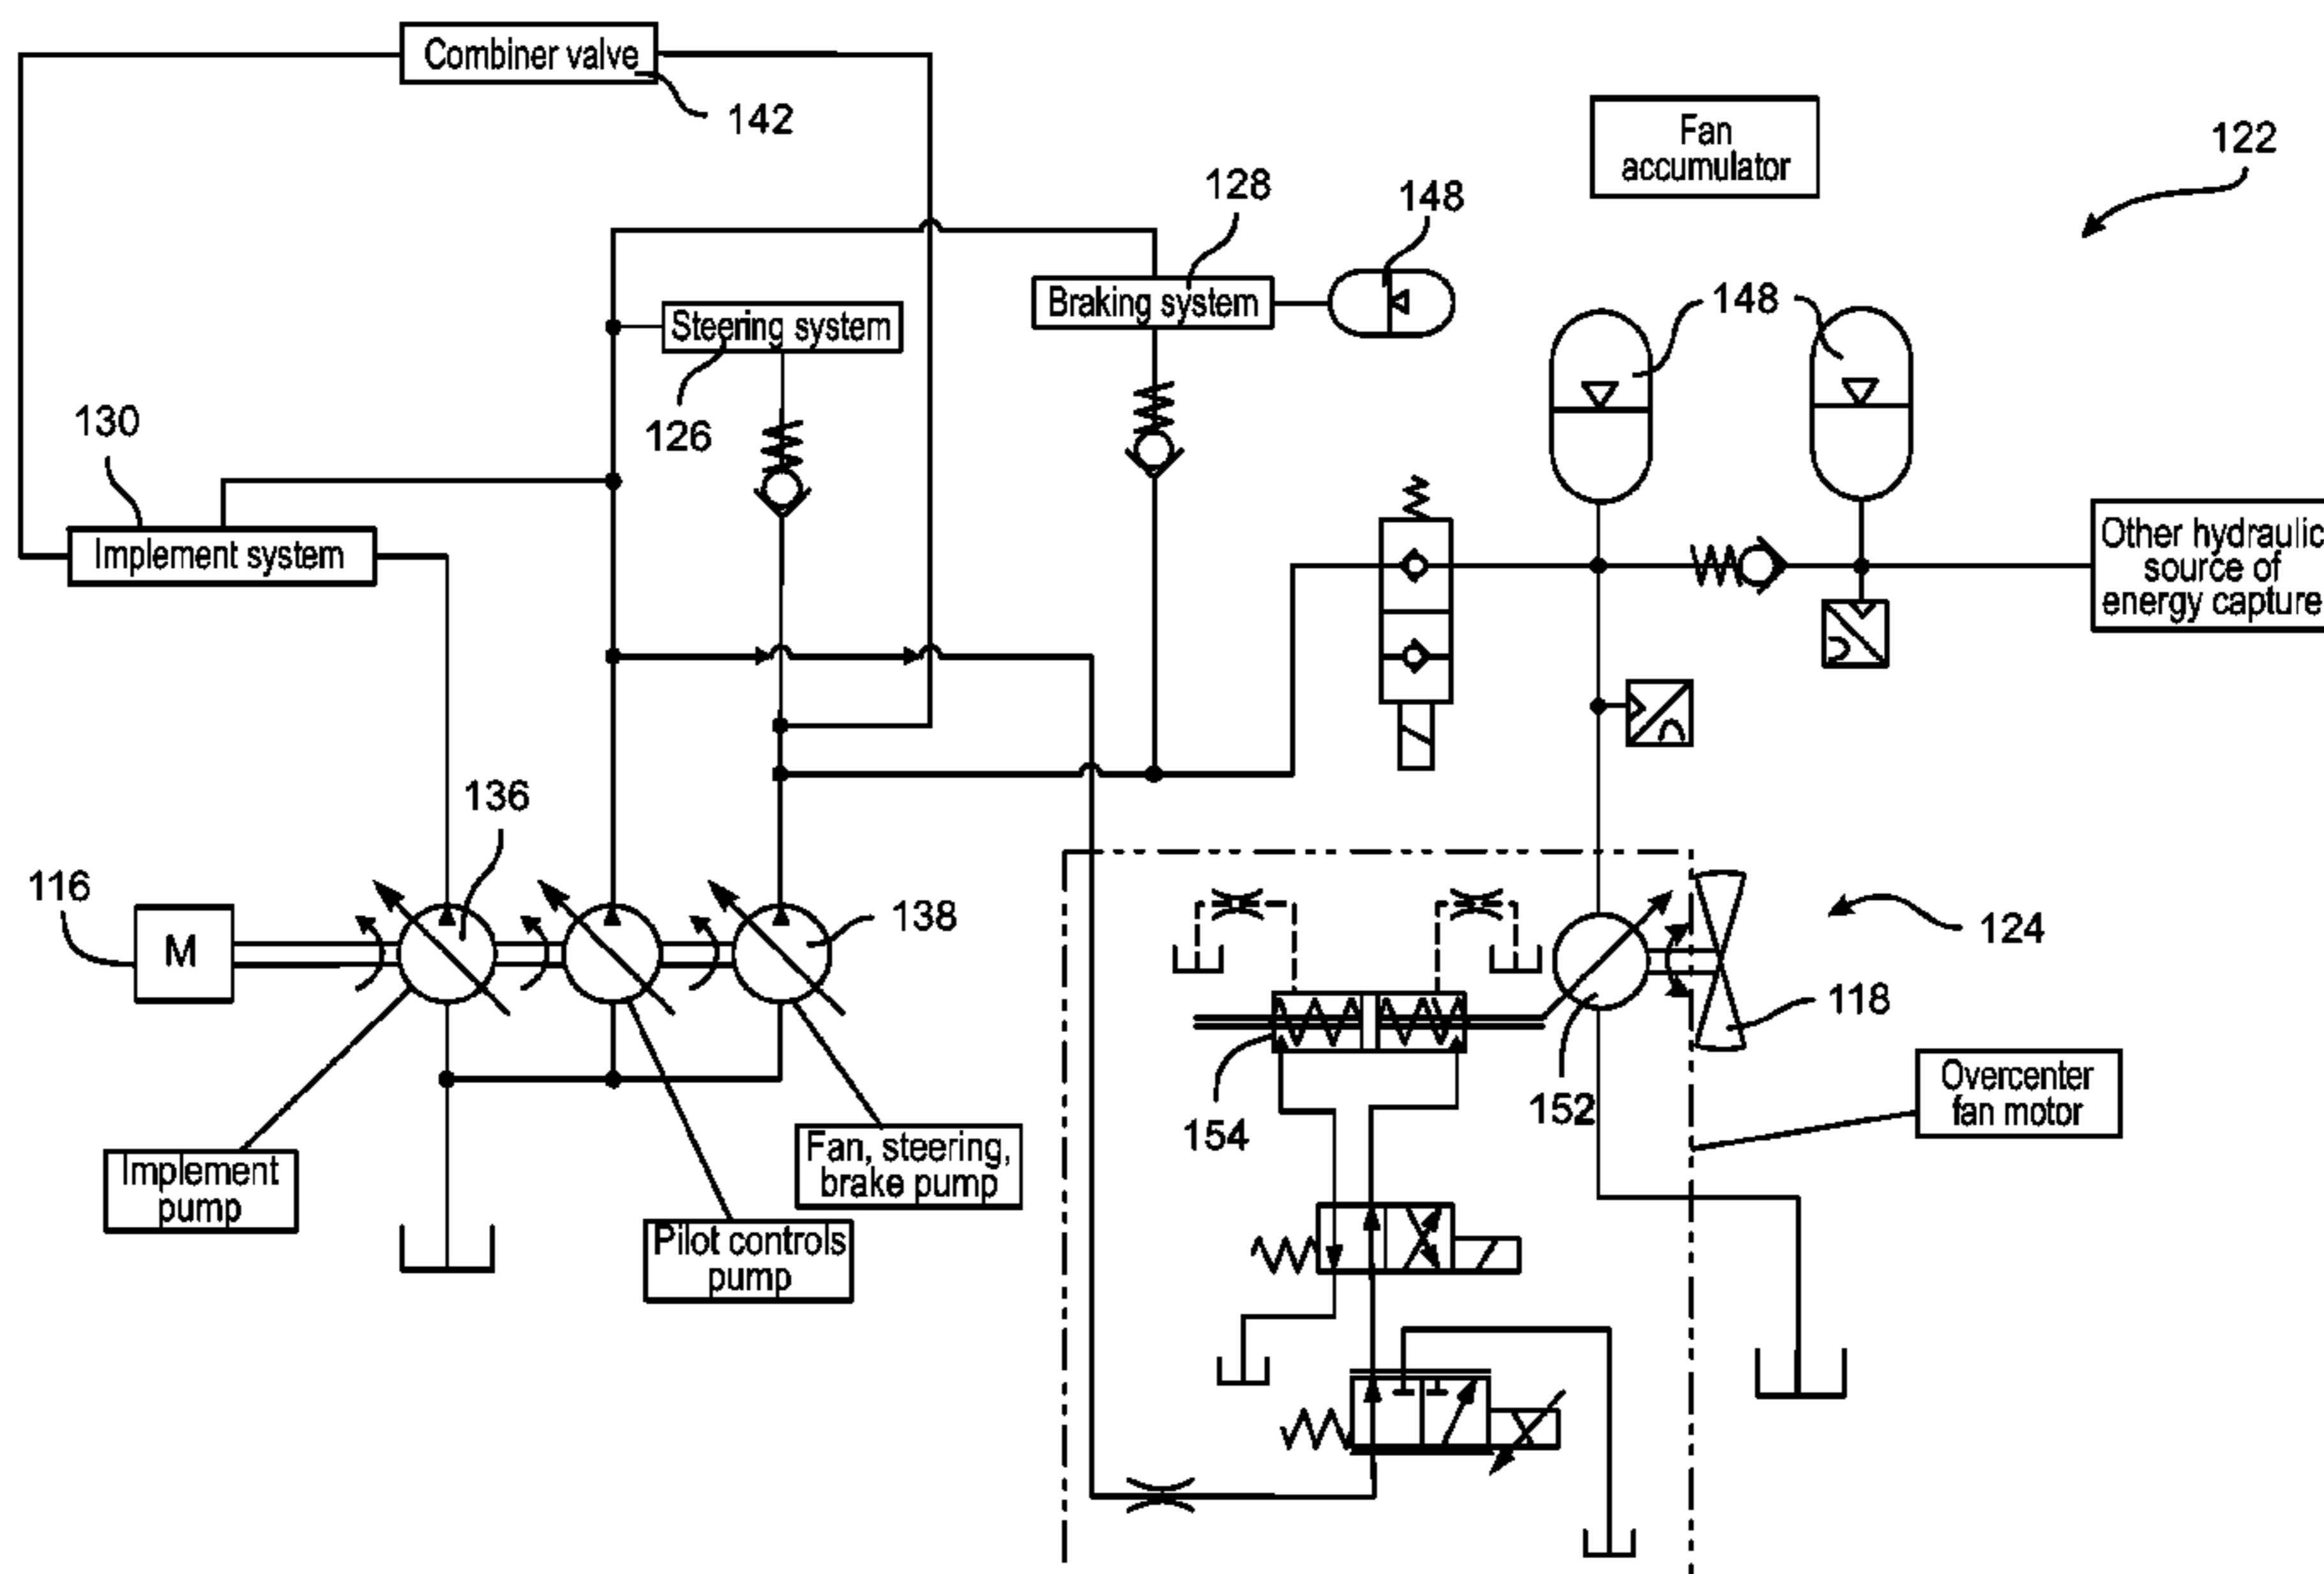 Combiner valve
142
Fan
accumulator
122
128
148
Braking system
148
Steering system
126
130
Implement system
Other hydraulic
source of
energy capture
136
116
M
138
124
118
152
154
Overcenter
fan motor
Implement
pump
Fan, steering,
brake pump
Pilot controls
pump